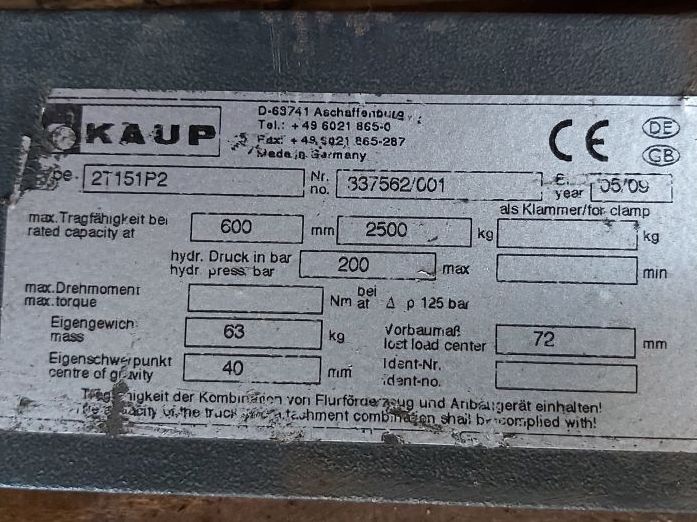 KAUP
D-63741 Aschaffenburg
Tel.: +49 6021 865-0
Fax: +49 6021 865-287
Made in Germany
CE
DE
GB
2T151P2
Nr. no. 337562/001
year 05/09
max.Tragfähigkeit bei
rated capacity at
600 mm 2500 kg
als Klammer/for clamp
kg
hydr. Druck in bar
hydr. press. bar
200 max
min
max.Drehmoment
max.torque
Nm bei at Δ p 125 bar
Eigengewicht
mass
63 kg
Vorbaumaß
lost load center
72 mm
Eigenschwerpunkt
centre of gravity
40 mm
Ident-Nr.
ident-no.
Tragfähigkeit der Kombination von Flurförderzeug und Anbaugerät einhalten!
The capacity of the truck and attachment combination shall be complied with!